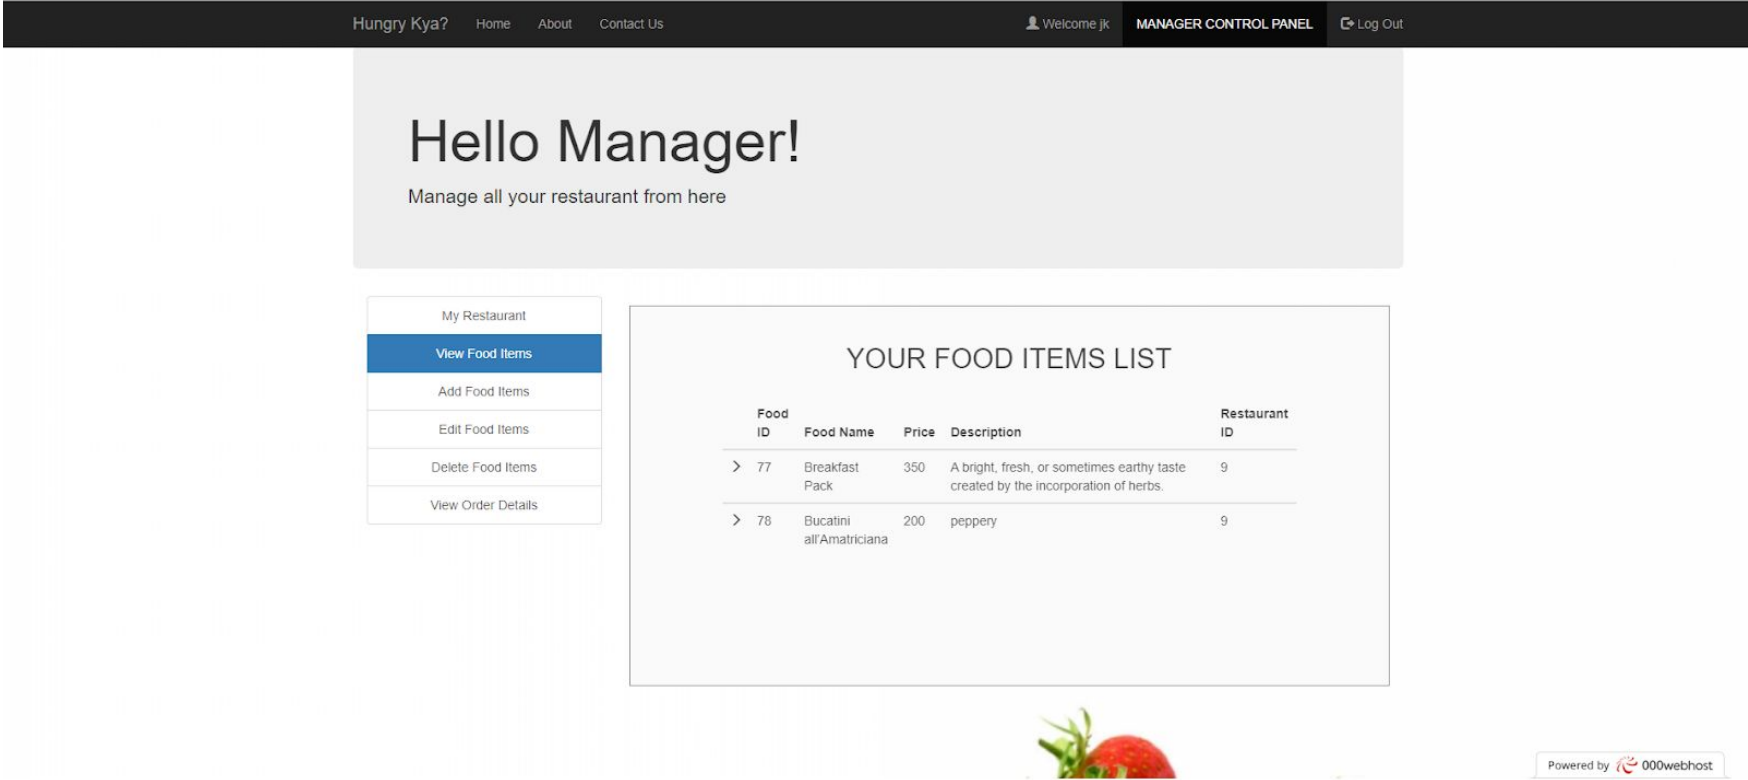 Hungry Kya? Home About Contact Us Welcome jk MANAGER CONTROL PANEL Log Out
Hello Manager!
Manage all your restaurant from here
My Restaurant
View Food Items
Add Food Items
Edit Food Items
Delete Food Items
View Order Details
YOUR FOOD ITEMS LIST
Food Restaurant
ID Food Name Price Description ID
77 Breakfast 350 A bright, fresh, or sometimes earthy taste 9
Pack created by the incorporation of herbs.
78 Bucatini 200 peppery 9
all'Amatriciana
Powered by 000webhost